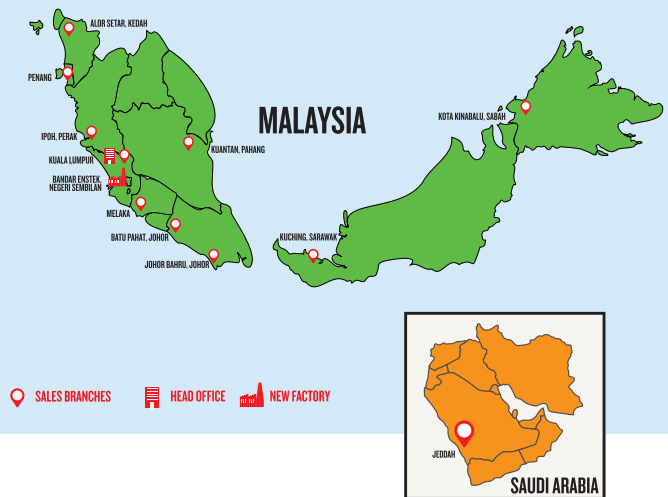 ALOR SETAR, KEDAH
PENANG
MALAYSIA
KOTA KINABALU, SABAH
IPOH, PERAK
KUANTAN, PAHANG
KUALA LUMPUR
BANDAR ENSTEK,
NEGERI SEMBILAN
MELAKA
BATU PAHAT, JOHOR
KUCHING, SARAWAK
JOHOR BAHRU, JOHOR
SALES BRANCHES
HEAD OFFICE
NEW FACTORY
JEDDAH
SAUDI ARABIA